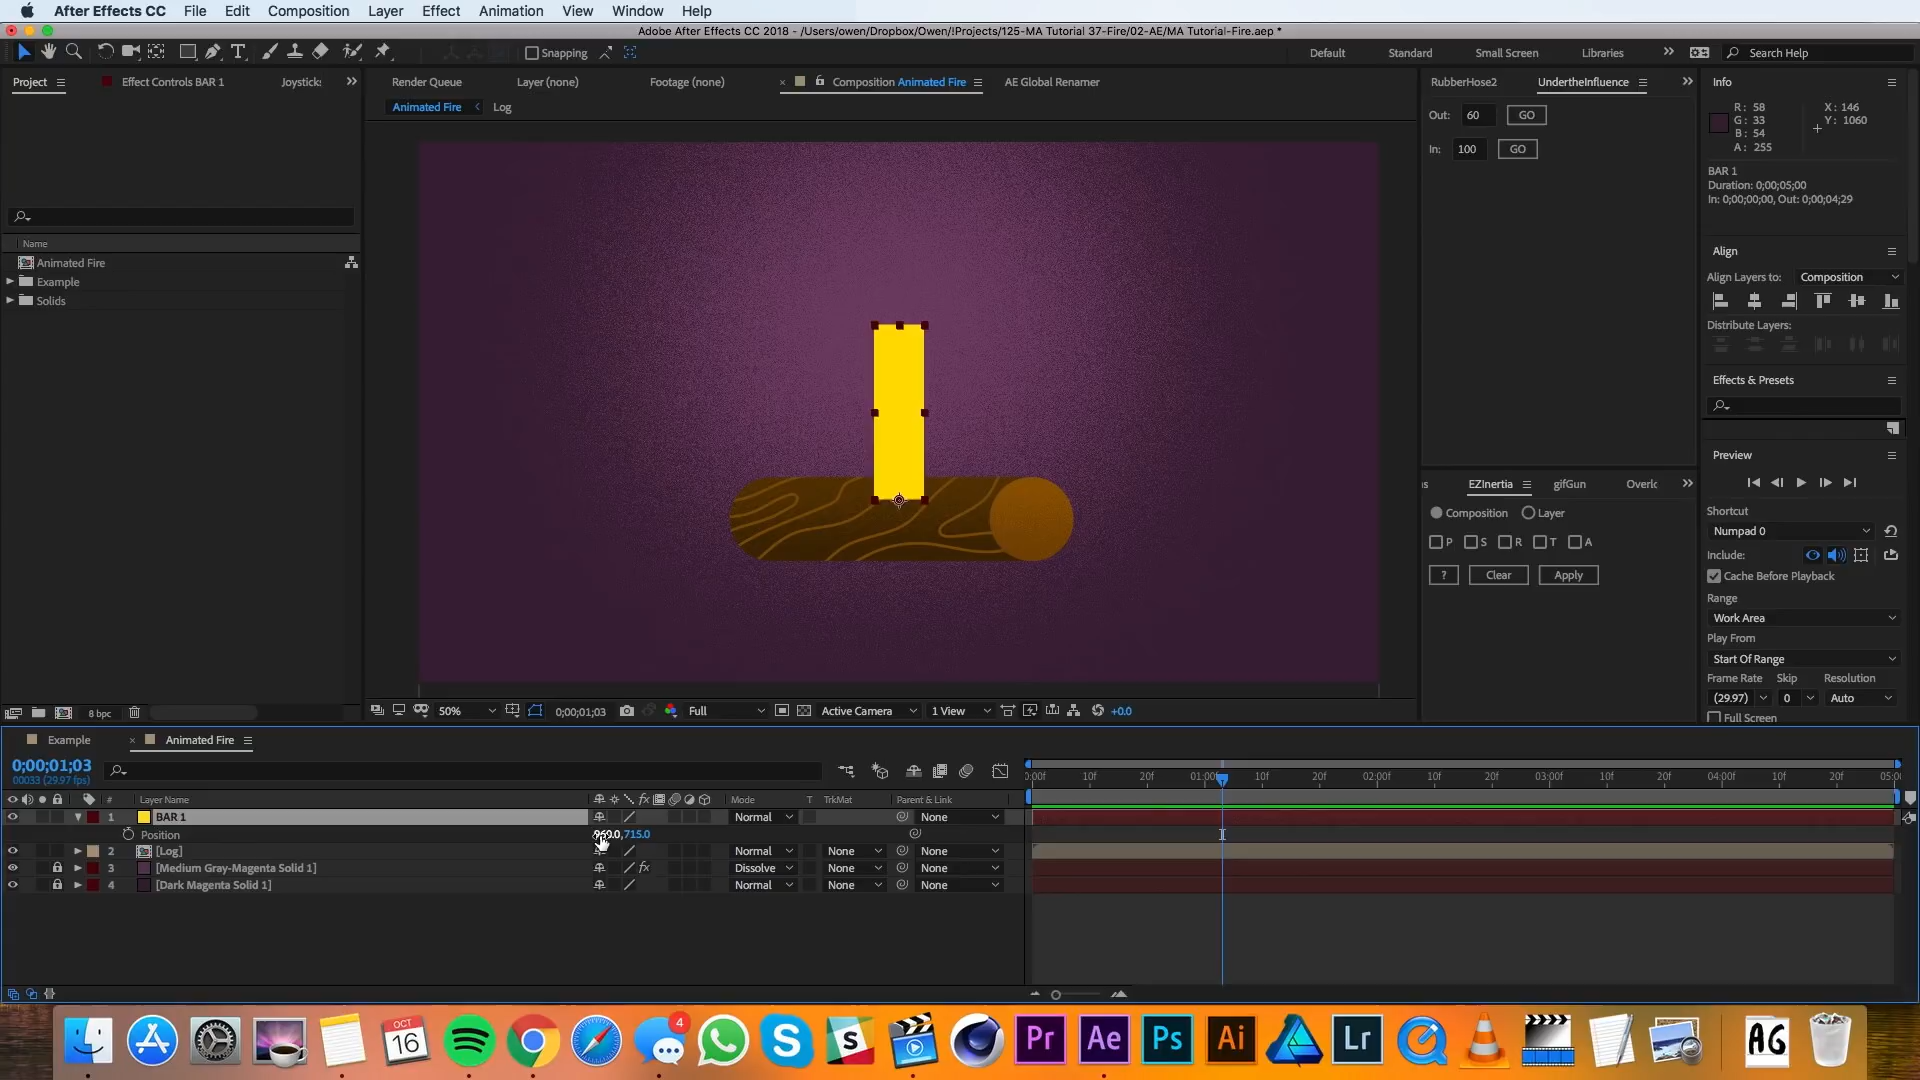 After Effects CC File Edit Composition Layer Effect Animation View Window Help
Adobe After Effects CC 2018 - /Users/owen/Dropbox/Owen/!Projects/125-MA Tutorial 37-Fire/02-AE/MA Tutorial-Fire.aep *
Snapping Default Standard Small Screen Libraries Search Help
Project Effect Controls BAR 1 Joysticks Render Queue Layer (none) Footage (none) Composition Animated Fire AE Global Renamer RubberHose2 UndertheInfluence Info
Animated Fire Log
Out: 60 GO
In: 100 GO
R: 58
G: 33
B: 54
A: 255
X: 146
Y: 1060
BAR 1
Duration: 0;00;05;00
In: 0;00;00;00, Out: 0;00;04;29
Name
Animated Fire
Example
Solids
Align
Align Layers to: Composition
Distribute Layers:
Effects & Presets
Preview
EZInertia gifGun Overlc
Composition Layer
P S R T A
? Clear Apply
Shortcut
Numpad 0
Include:
Cache Before Playback
Range
Work Area
Play From
Start Of Range
Frame Rate Skip Resolution
(29.97) 0 Auto
Full Screen
8 bpc
50% 0;00;01;03 Full Active Camera 1 View +0.0
Example Animated Fire
0;00;01;03
00033 (29.97 fps)
0:00f 10f 20f 01:00f 10f 20f 02:00f 10f 20f 03:00f 10f 20f 04:00f 10f 20f 05:0
# Layer Name fx Mode T TrkMat Parent & Link
1 BAR 1 Normal None
Position 960.0,715.0
2 [Log] Normal None None
3 [Medium Gray-Magenta Solid 1] fx Dissolve None None
4 [Dark Magenta Solid 1] Normal None None
OCT
16
4
S
S
Pr
Ae
Ps
Ai
Lr
AG